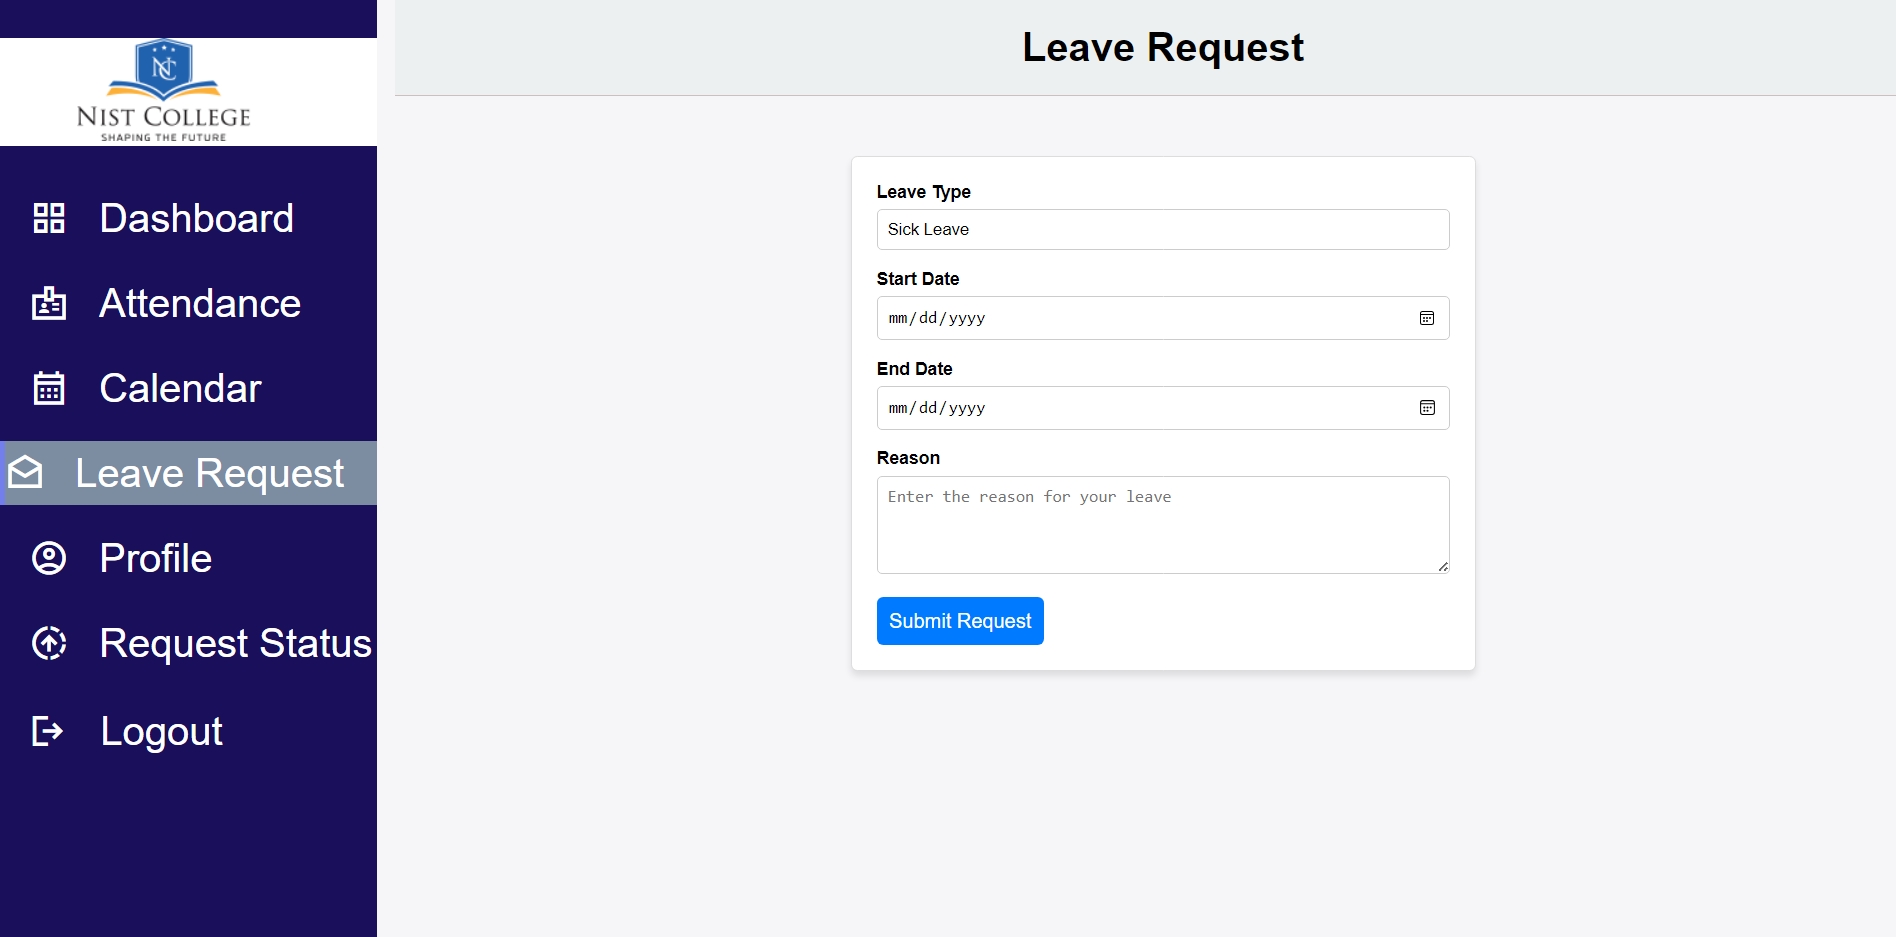 NC
NIST COLLEGE
SHAPING THE FUTURE
Dashboard
Attendance
Calendar
Leave Request
Profile
Request Status
Logout
Leave Request
Leave Type
Sick Leave
Start Date
mm/dd/yyyy
End Date
mm/dd/yyyy
Reason
Enter the reason for your leave
Submit Request